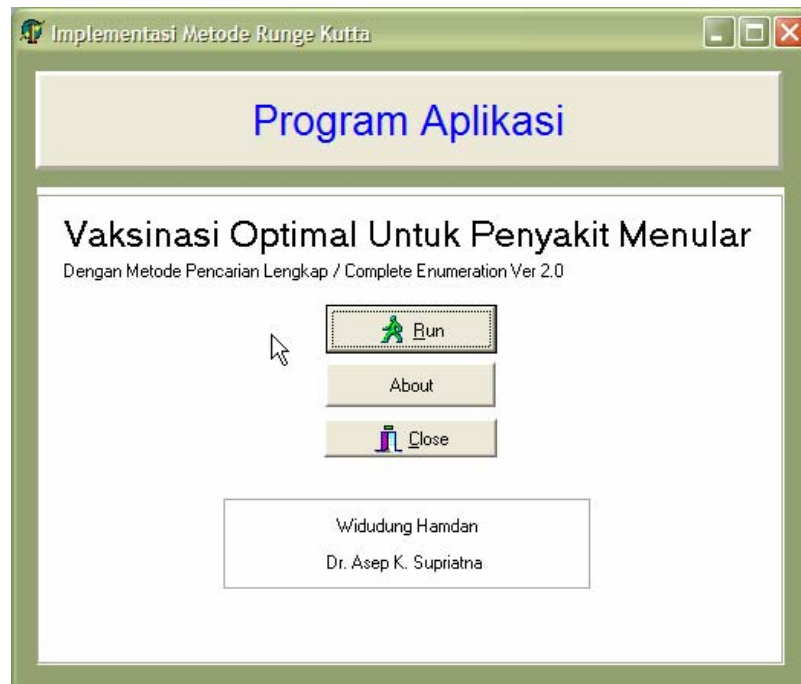 Implementasi Metode Runge Kutta
Program Aplikasi
Vaksinasi Optimal Untuk Penyakit Menular
Dengan Metode Pencarian Lengkap / Complete Enumeration Ver 2.0
Run
About
Close
Widudung Hamdan
Dr. Asep K. Supriatna